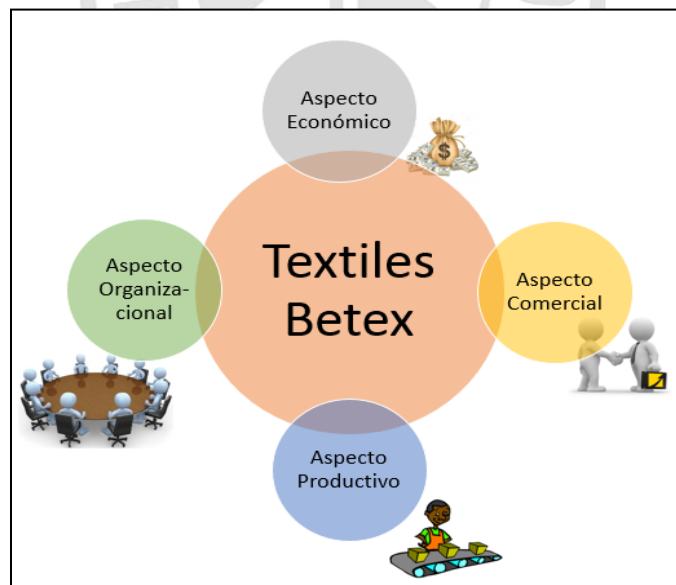 Aspecto
Económico
$
Textiles
Betex
Aspecto
Organiza-
cional
Aspecto
Comercial
Aspecto
Productivo